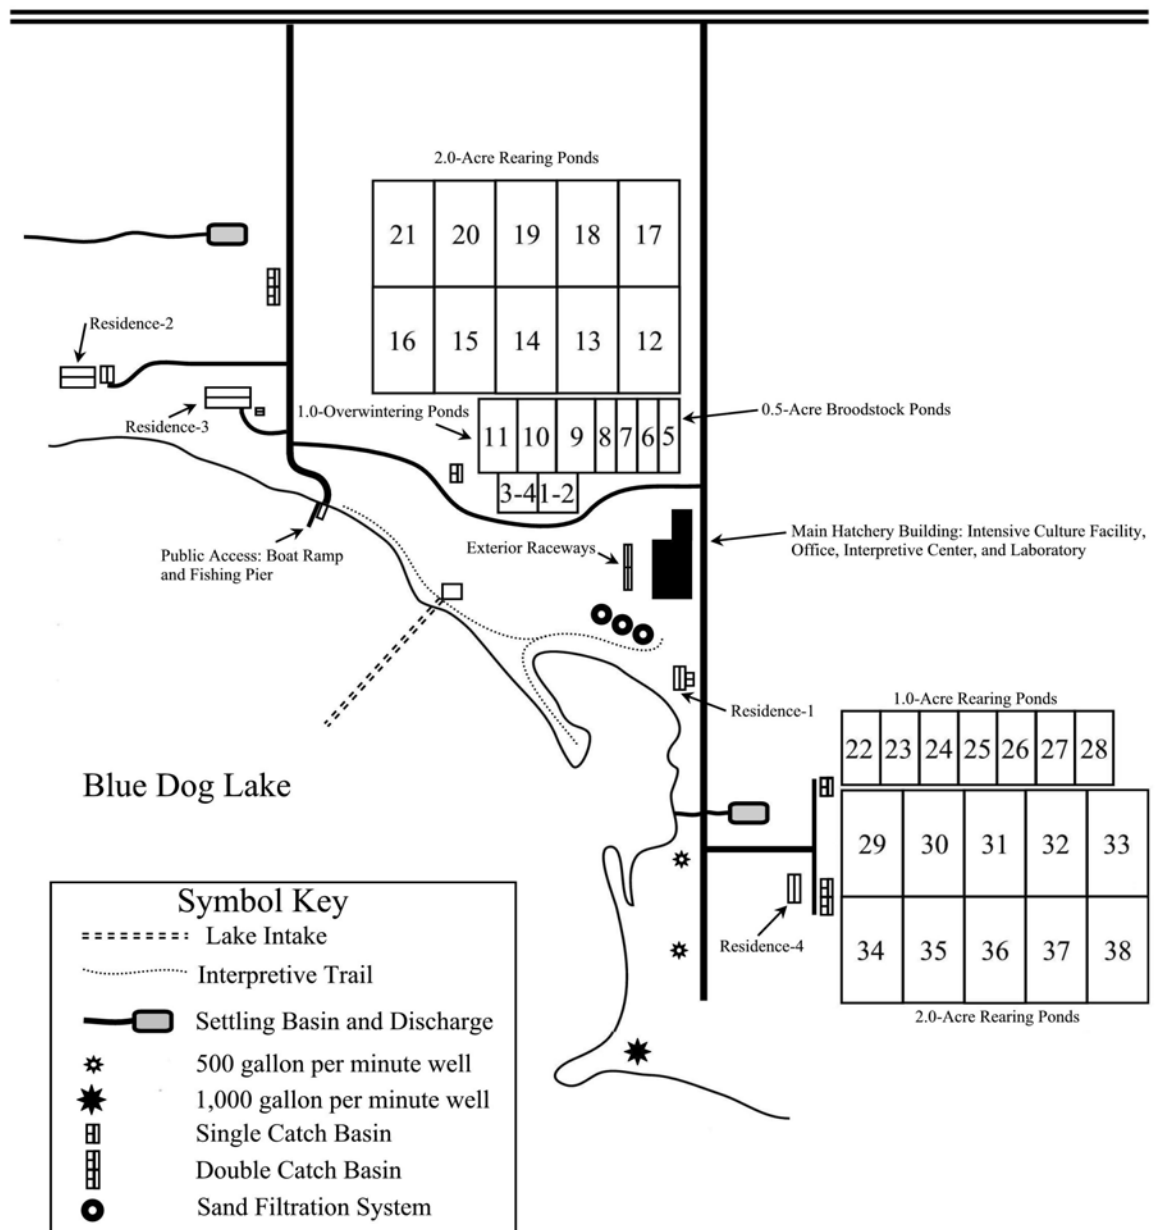 2.0-Acre Rearing Ponds
21 20 19 18 17
16 15 14 13 12
Residence-2
Residence-3
1.0-Overwintering Ponds
0.5-Acre Broodstock Ponds
11 10 9 8 7 6 5
3-4 1-2
Public Access: Boat Ramp
and Fishing Pier
Exterior Raceways
Main Hatchery Building: Intensive Culture Facility,
Office, Interpretive Center, and Laboratory
Residence-1
1.0-Acre Rearing Ponds
22 23 24 25 26 27 28
29 30 31 32 33
34 35 36 37 38
2.0-Acre Rearing Ponds
Residence-4
Blue Dog Lake
Symbol Key
Lake Intake
Interpretive Trail
Settling Basin and Discharge
500 gallon per minute well
1,000 gallon per minute well
Single Catch Basin
Double Catch Basin
Sand Filtration System